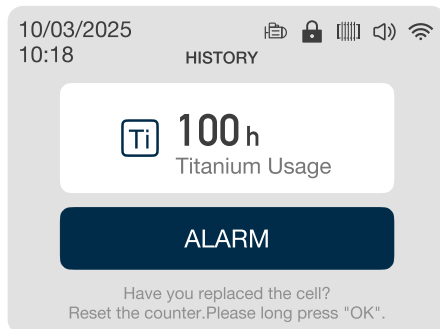 10/03/2025
10:18
HISTORY
Ti
100 h
Titanium Usage
ALARM
Have you replaced the cell?
Reset the counter.Please long press "OK".